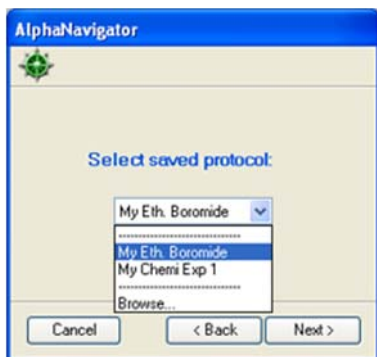 AlphaNavigator
Select saved protocol:
My Eth. Boromide
------------------------------
My Eth. Boromide
My Chemi Exp 1
------------------------------
Browse...
Cancel
< Back
Next >